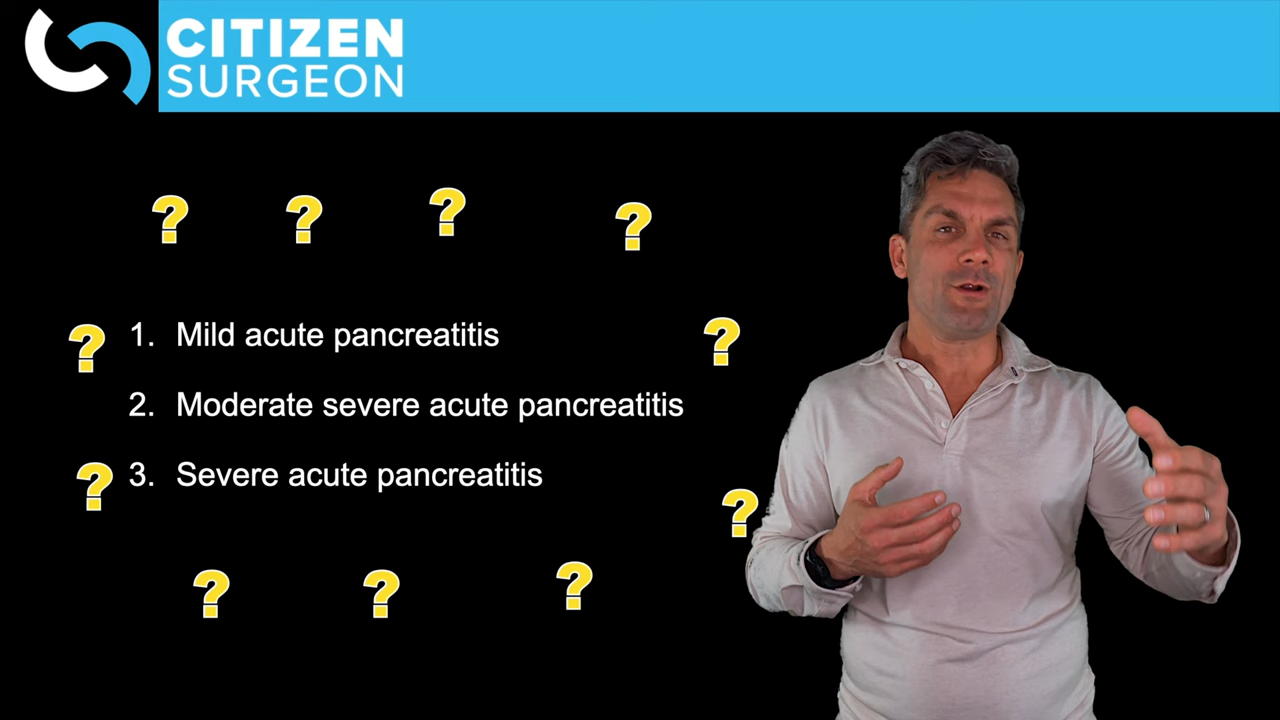 CITIZEN
SURGEON
? ? ? ?
? 1. Mild acute pancreatitis ?
2. Moderate severe acute pancreatitis
? 3. Severe acute pancreatitis
?
? ? ?